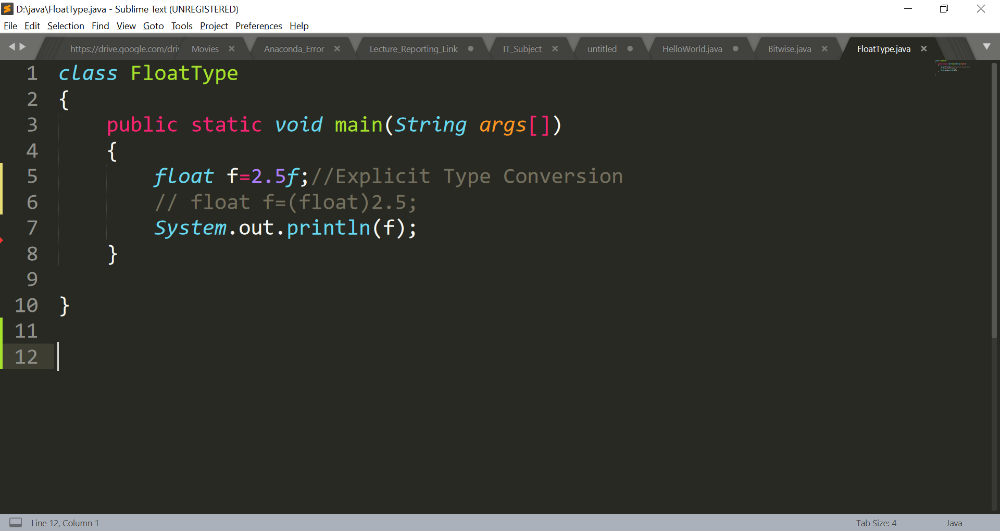 D:\java\FloatType.java - Sublime Text (UNREGISTERED)
File Edit Selection Find View Goto Tools Project Preferences Help
https://drive.google.com/driv Movies Anaconda_Error Lecture_Reporting_Link IT_Subject untitled HelloWorld.java Bitwise.java FloatType.java
1 class FloatType
2 {
3 public static void main(String args[])
4 {
5 float f=2.5f;//Explicit Type Conversion
6 // float f=(float)2.5;
7 System.out.println(f);
8 }
9
10 }
11
12
Line 12, Column 1 Tab Size: 4 Java